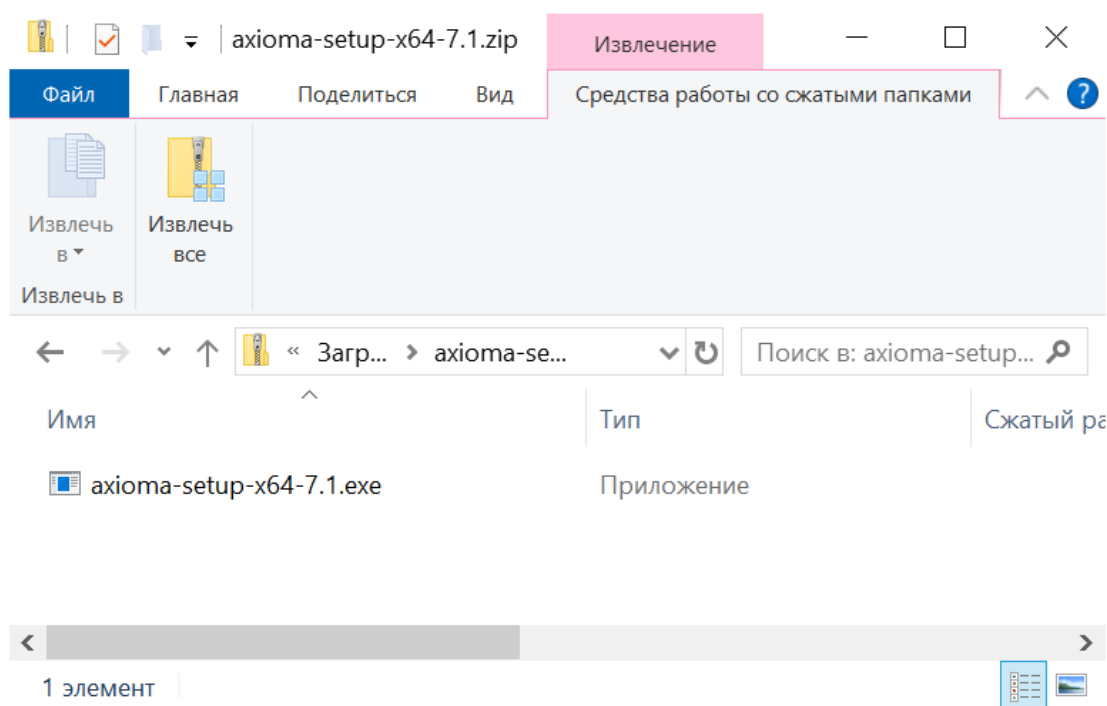 axioma-setup-x64-7.1.zip
Извлечение
Файл
Главная
Поделиться
Вид
Средства работы со сжатыми папками
?
Извлечь
в
Извлечь
все
Извлечь в
« Загр... > axioma-se...
Поиск в: axioma-setup...
Имя
Тип
Сжатый ра
axioma-setup-x64-7.1.exe
Приложение
1 элемент